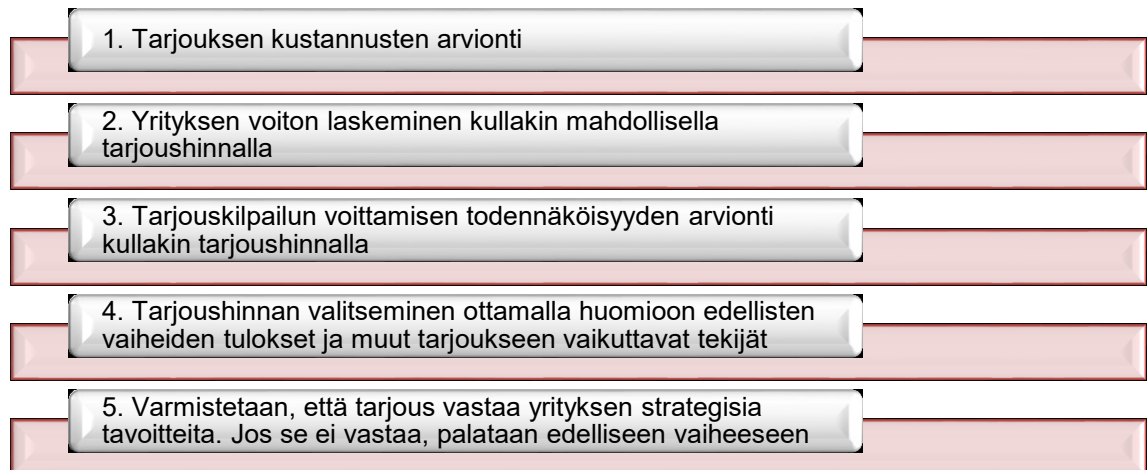 1. Tarjouksen kustannusten arviointi
2. Yrityksen voiton laskeminen kullakin mahdollisella
tarjoushinnalla
3. Tarjouskilpailun voittamisen todennäköisyyden arviointi
kullakin tarjoushinnalla
4. Tarjoushinnan valitseminen ottamalla huomioon edellisten
vaiheiden tulokset ja muut tarjoukseen vaikuttavat tekijät
5. Varmistetaan, että tarjous vastaa yrityksen strategisia
tavoitteita. Jos se ei vastaa, palataan edelliseen vaiheeseen